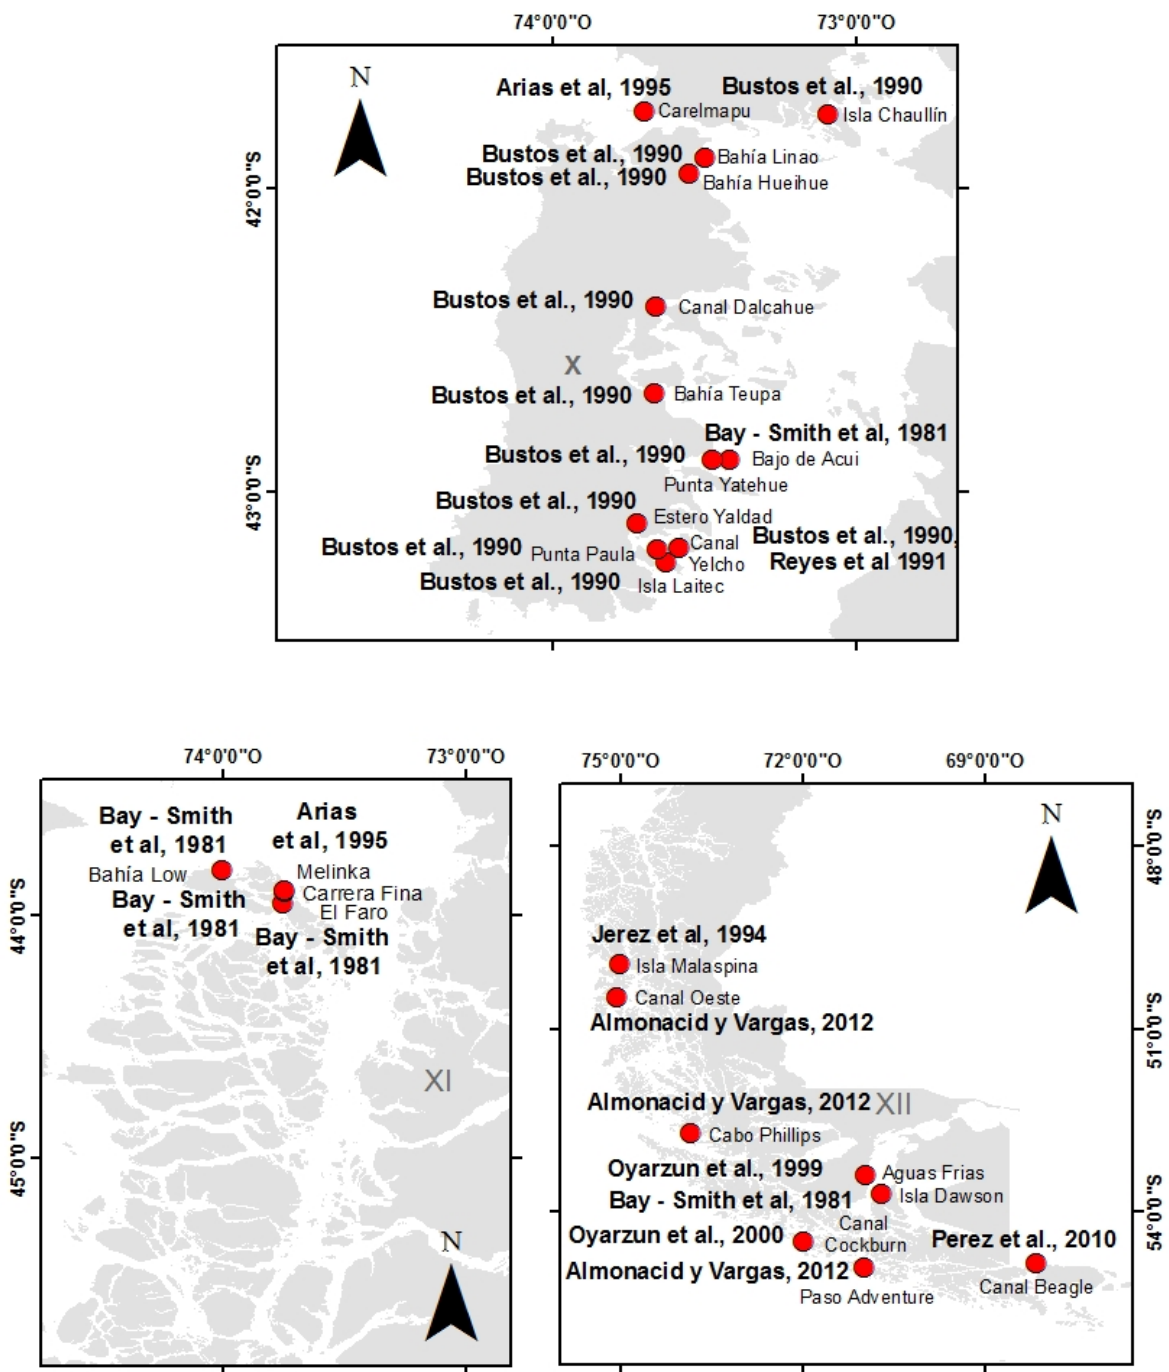 74°0'0"O 73°0'0"O
N
Arias et al, 1995
Carelmapu
Bustos et al., 1990
Isla Chaullín
Bustos et al., 1990
Bahía Linao
Bustos et al., 1990
Bahía Hueihue
42°0'0"S
Bustos et al., 1990
Canal Dalcahue
X
Bustos et al., 1990
Bahía Teupa
Bay - Smith et al, 1981
Bustos et al., 1990
Bajo de Acui
Punta Yatehue
43°0'0"S
Bustos et al., 1990
Estero Yaldad
Bustos et al., 1990
Punta Paula
Canal
Yelcho
Bustos et al., 1990,
Reyes et al 1991
Bustos et al., 1990
Isla Laitec
74°0'0"O 73°0'0"O
Bay - Smith
et al, 1981
Bahía Low
Arias
et al, 1995
Melinka
Carrera Fina
El Faro
Bay - Smith
et al, 1981
Bay - Smith
et al, 1981
44°0'0"S
XI
45°0'0"S
N
75°0'0"O 72°0'0"O 69°0'0"O
N
48°0'0"S
Jerez et al, 1994
Isla Malaspina
Canal Oeste
Almonacid y Vargas, 2012
51°0'0"S
Almonacid y Vargas, 2012
XII
Cabo Phillips
Oyarzun et al., 1999
Aguas Frias
Bay - Smith et al, 1981
Isla Dawson
54°0'0"S
Oyarzun et al., 2000
Canal
Cockburn
Perez et al., 2010
Canal Beagle
Almonacid y Vargas, 2012
Paso Adventure